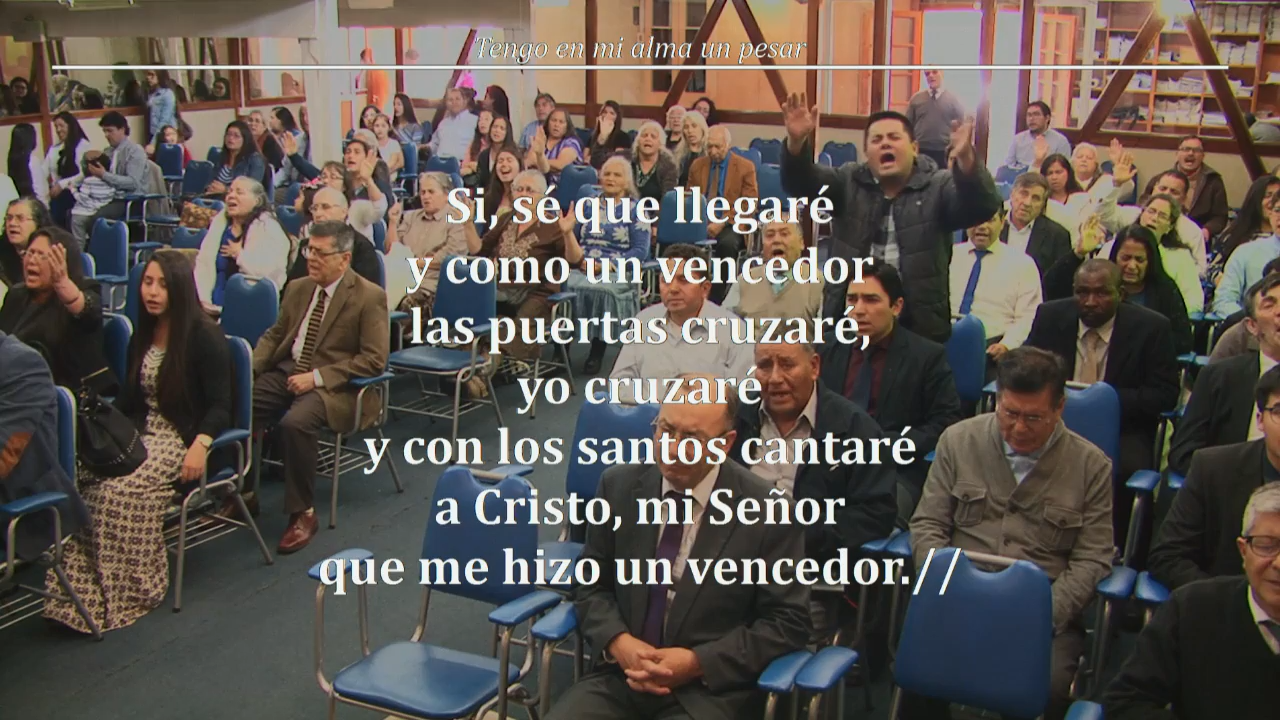 Tengo en mi alma un pesar
Si, sé que llegaré
y como un vencedor
las puertas cruzaré,
yo cruzaré
y con los santos cantaré
a Cristo, mi Señor
que me hizo un vencedor.//